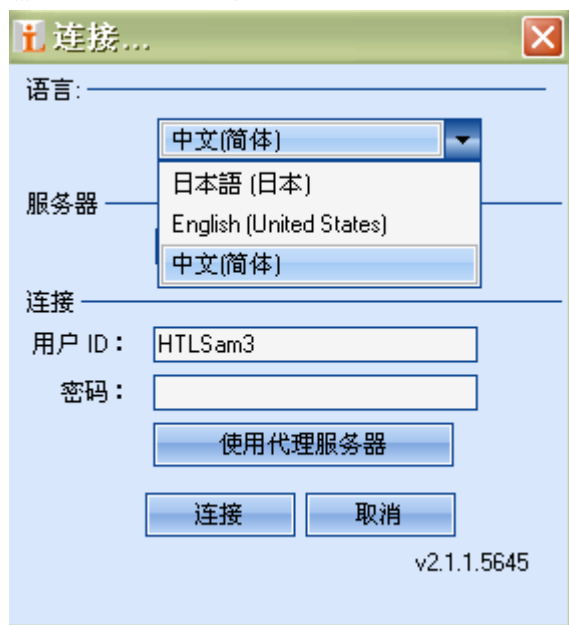 连接...
语言:
中文(简体)
日本語 (日本)
服务器
English (United States)
中文(简体)
连接
用户 ID：
HTLSam3
密码：
使用代理服务器
连接
取消
v2.1.1.5645